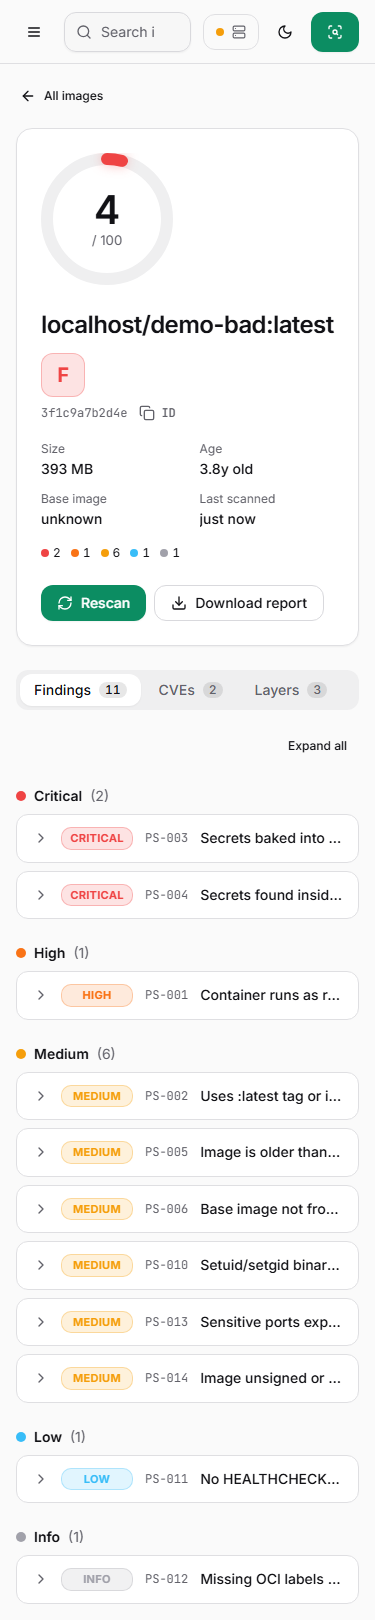 Search i
All images
4
/ 100
localhost/demo-bad:latest
F
3f1c9a7b2d4e ID
Size Age
393 MB 3.8y old
Base image Last scanned
unknown just now
2 1 6 1 1
Rescan Download report
Findings 11 CVEs 2 Layers 3
Expand all
Critical (2)
CRITICAL PS-003 Secrets baked into ...
CRITICAL PS-004 Secrets found insid...
High (1)
HIGH PS-001 Container runs as r...
Medium (6)
MEDIUM PS-002 Uses :latest tag or i...
MEDIUM PS-005 Image is older than...
MEDIUM PS-006 Base image not fro...
MEDIUM PS-010 Setuid/setgid binar...
MEDIUM PS-013 Sensitive ports exp...
MEDIUM PS-014 Image unsigned or ...
Low (1)
LOW PS-011 No HEALTHCHECK...
Info (1)
INFO PS-012 Missing OCI labels ...